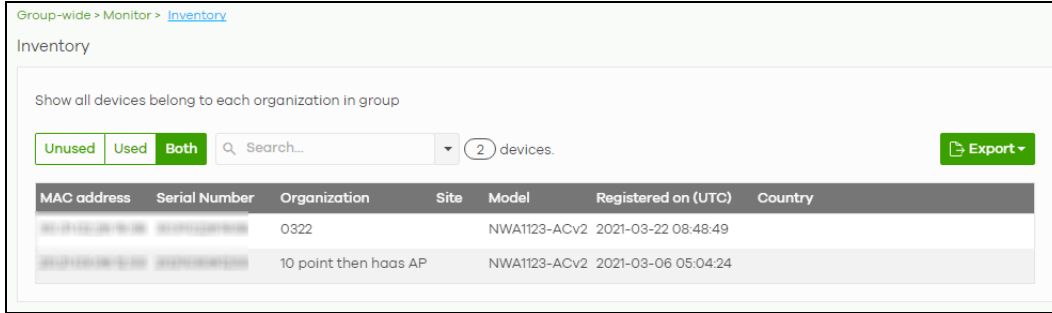 Group-wide > Monitor > Inventory
Inventory
Show all devices belong to each organization in group
Unused Used Both Search... 2 devices. Export
MAC address Serial Number Organization Site Model Registered on (UTC) Country
0322 NWA1123-ACv2 2021-03-22 08:48:49
10 point then haas AP NWA1123-ACv2 2021-03-06 05:04:24